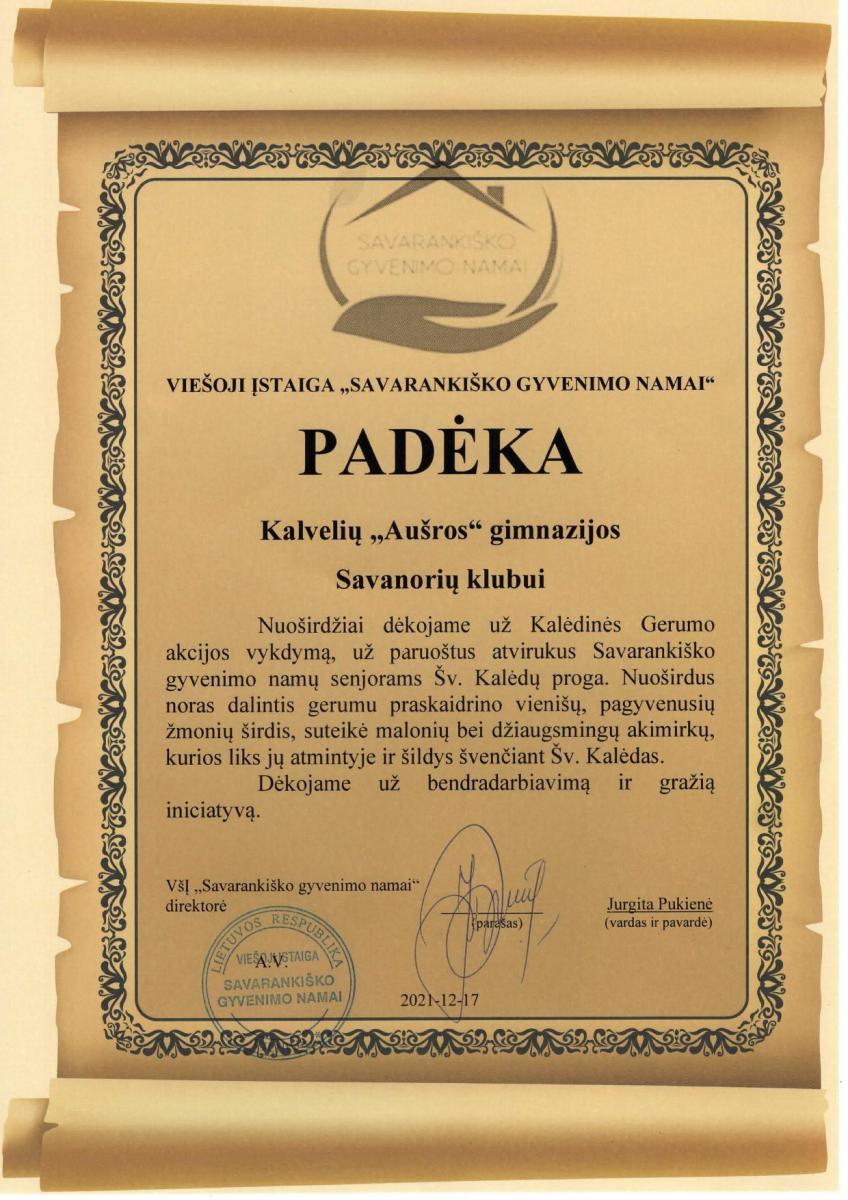 SAVARANKIŠKO
GYVENIMO NAMAI
VIEŠOJI ĮSTAIGA „SAVARANKIŠKO GYVENIMO NAMAI“
PADĖKA
Kalvelių „Aušros“ gimnazijos
Savanorių klubui
Nuoširdžiai dėkojame už Kalėdinės Gerumo
akcijos vykdymą, už paruoštus atvirukus Savarankiško
gyvenimo namų senjorams Šv. Kalėdų proga. Nuoširdus
noras dalintis gerumu praskaidrino vienišų, pagyvenusių
žmonių širdis, suteikė malonių bei džiaugsmingų akimirkų,
kurios liks jų atmintyje ir šildys švenčiant Šv. Kalėdas.
Dėkojame už bendradarbiavimą ir gražią
iniciatyvą.
VšĮ „Savarankiško gyvenimo namai“
direktorė
(parašas)
Jurgita Pukienė
(vardas ir pavardė)
LIETUVOS RESPUBLIKA
VIEŠOJI ĮSTAIGA
A.V.
SAVARANKIŠKO
GYVENIMO NAMAI
2021-12-17